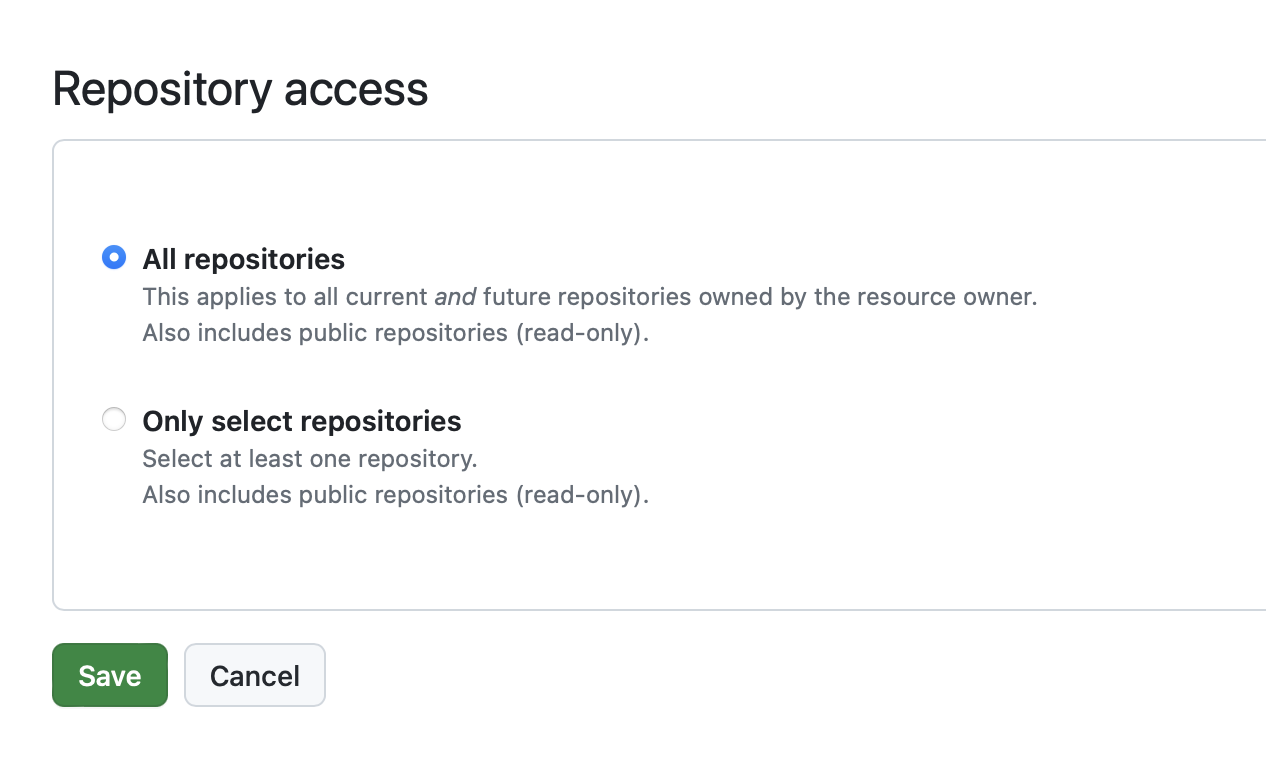 Repository access
All repositories
This applies to all current and future repositories owned by the resource owner.
Also includes public repositories (read-only).
Only select repositories
Select at least one repository.
Also includes public repositories (read-only).
Save
Cancel